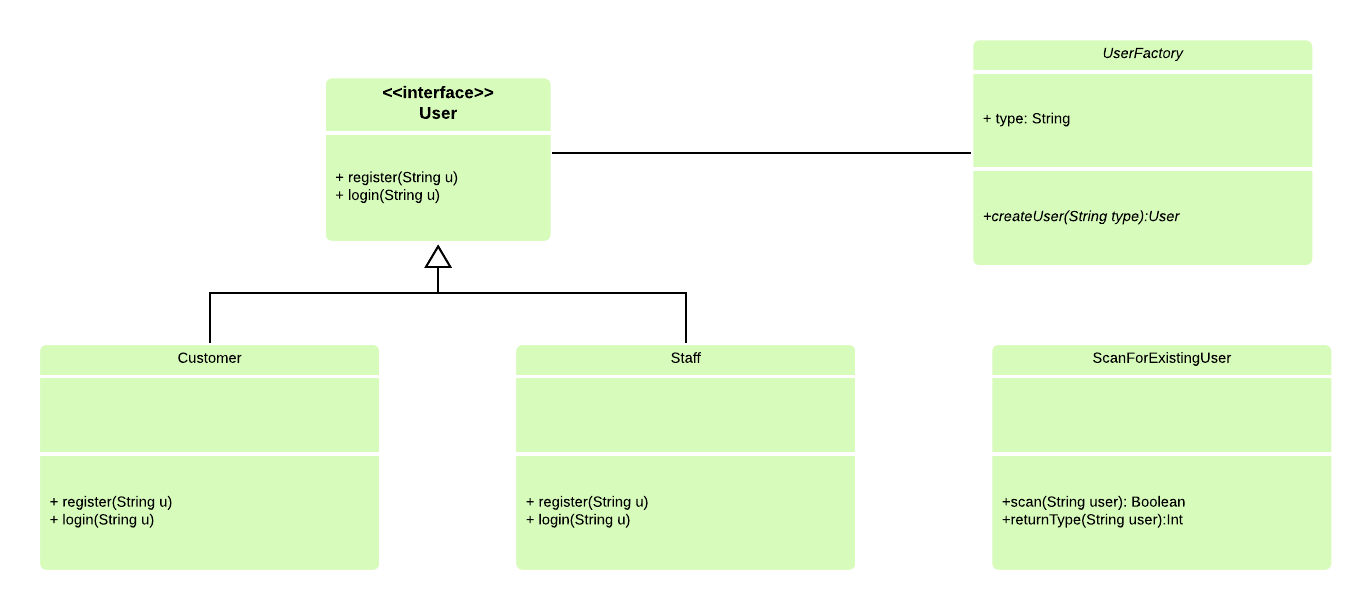 UserFactory
<<interface>>
User
+ type: String
+ register(String u)
+ login(String u)
+createUser(String type):User
Customer
Staff
ScanForExistingUser
+ register(String u)
+ login(String u)
+ register(String u)
+ login(String u)
+scan(String user): Boolean
+returnType(String user):Int